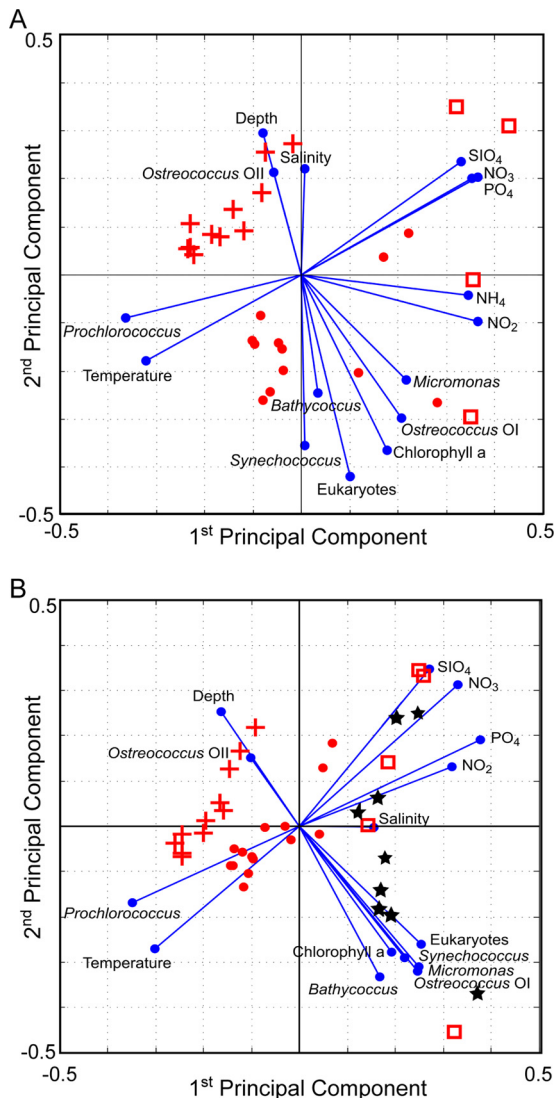 A
0.5
Depth
Salinity
Ostreococcus OII
SIO4
NO3
PO4
NH4
NO2
Prochlorococcus
Temperature
Micromonas
Bathycoccus
Ostreococcus OI
Synechococcus
Chlorophyll a
Eukaryotes
2nd Principal Component
-0.5
-0.5
1st Principal Component
0.5
B
0.5
SIO4
NO3
Depth
PO4
Ostreococcus OII
NO2
Salinity
Prochlorococcus
Temperature
Eukaryotes
Chlorophyll a
Synechococcus
Micromonas
Bathycoccus
Ostreococcus OI
2nd Principal Component
-0.5
-0.5
1st Principal Component
0.5